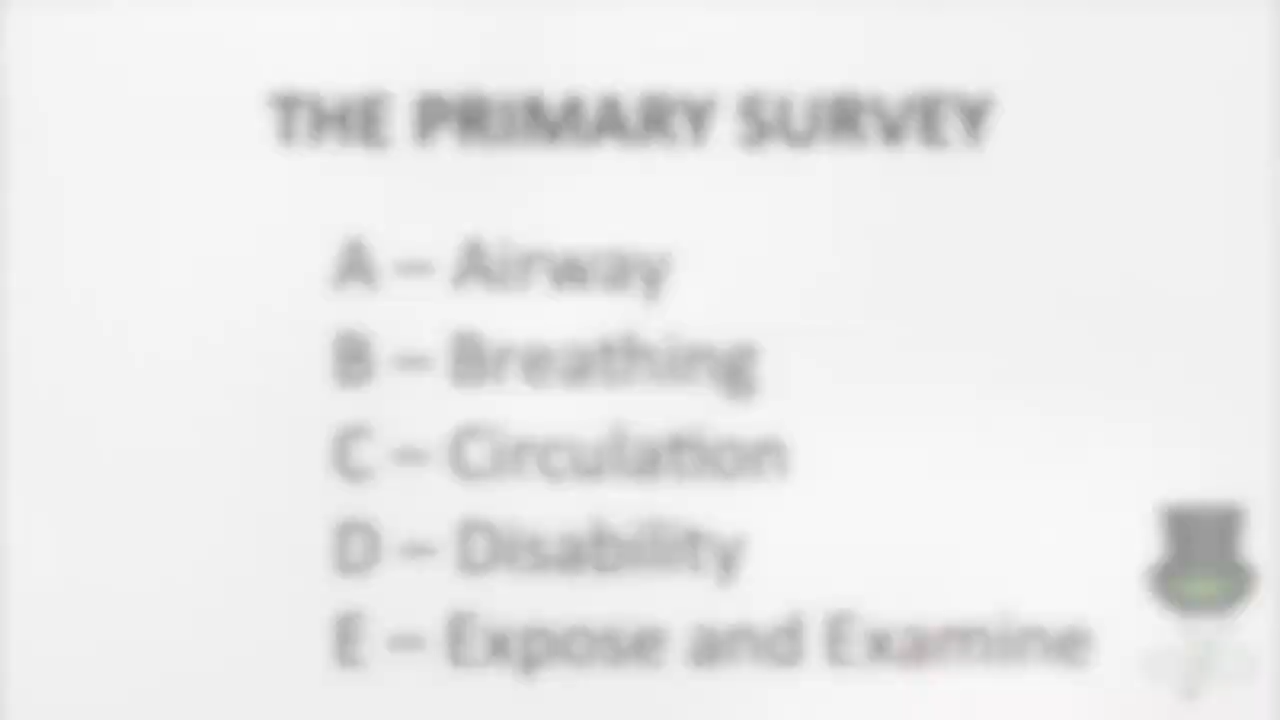 THE PRIMARY SURVEY
A – Airway
B – Breathing
C – Circulation
D – Disability
E – Expose and Examine